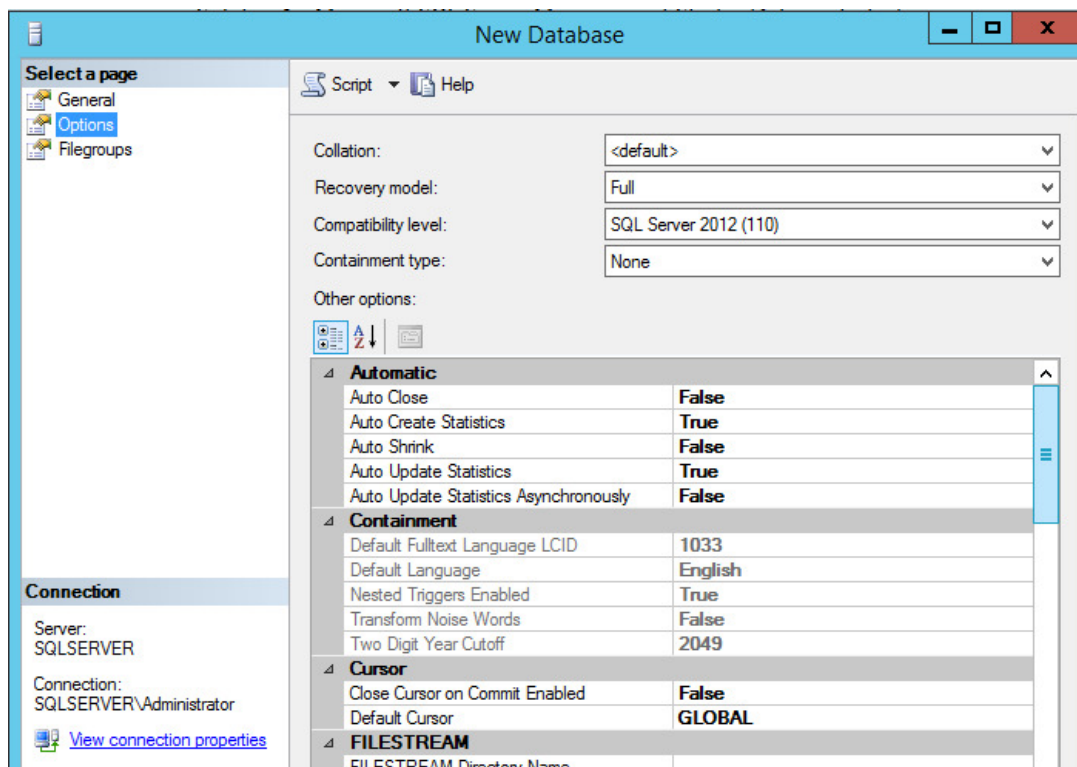 New Database
Select a page
General
Options
Filegroups
Script
Help
Collation: <default>
Recovery model: Full
Compatibility level: SQL Server 2012 (110)
Containment type: None
Other options:
Automatic
Auto Close False
Auto Create Statistics True
Auto Shrink False
Auto Update Statistics True
Auto Update Statistics Asynchronously False
Containment
Default Fulltext Language LCID 1033
Default Language English
Nested Triggers Enabled True
Transform Noise Words False
Two Digit Year Cutoff 2049
Cursor
Close Cursor on Commit Enabled False
Default Cursor GLOBAL
FILESTREAM
FILESTREAM Directory Name
Connection
Server:
SQLSERVER
Connection:
SQLSERVER\Administrator
View connection properties